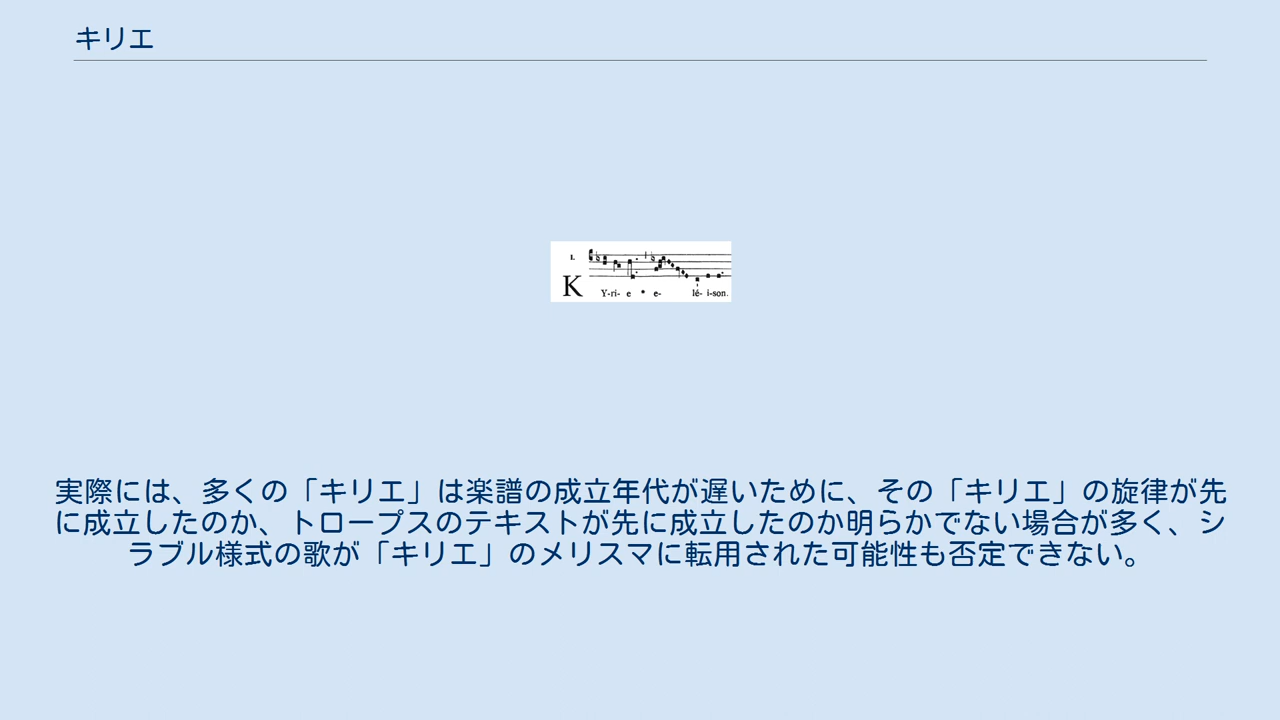 キリエ
I.
K
Y-ri- e * e- lé- i-son.
実際には、多くの「キリエ」は楽譜の成立年代が遅いために、その「キリエ」の旋律が先
に成立したのか、トロープスのテキストが先に成立したのか明らかでない場合が多く、シ
ラブル様式の歌が「キリエ」のメリスマに転用された可能性も否定できない。